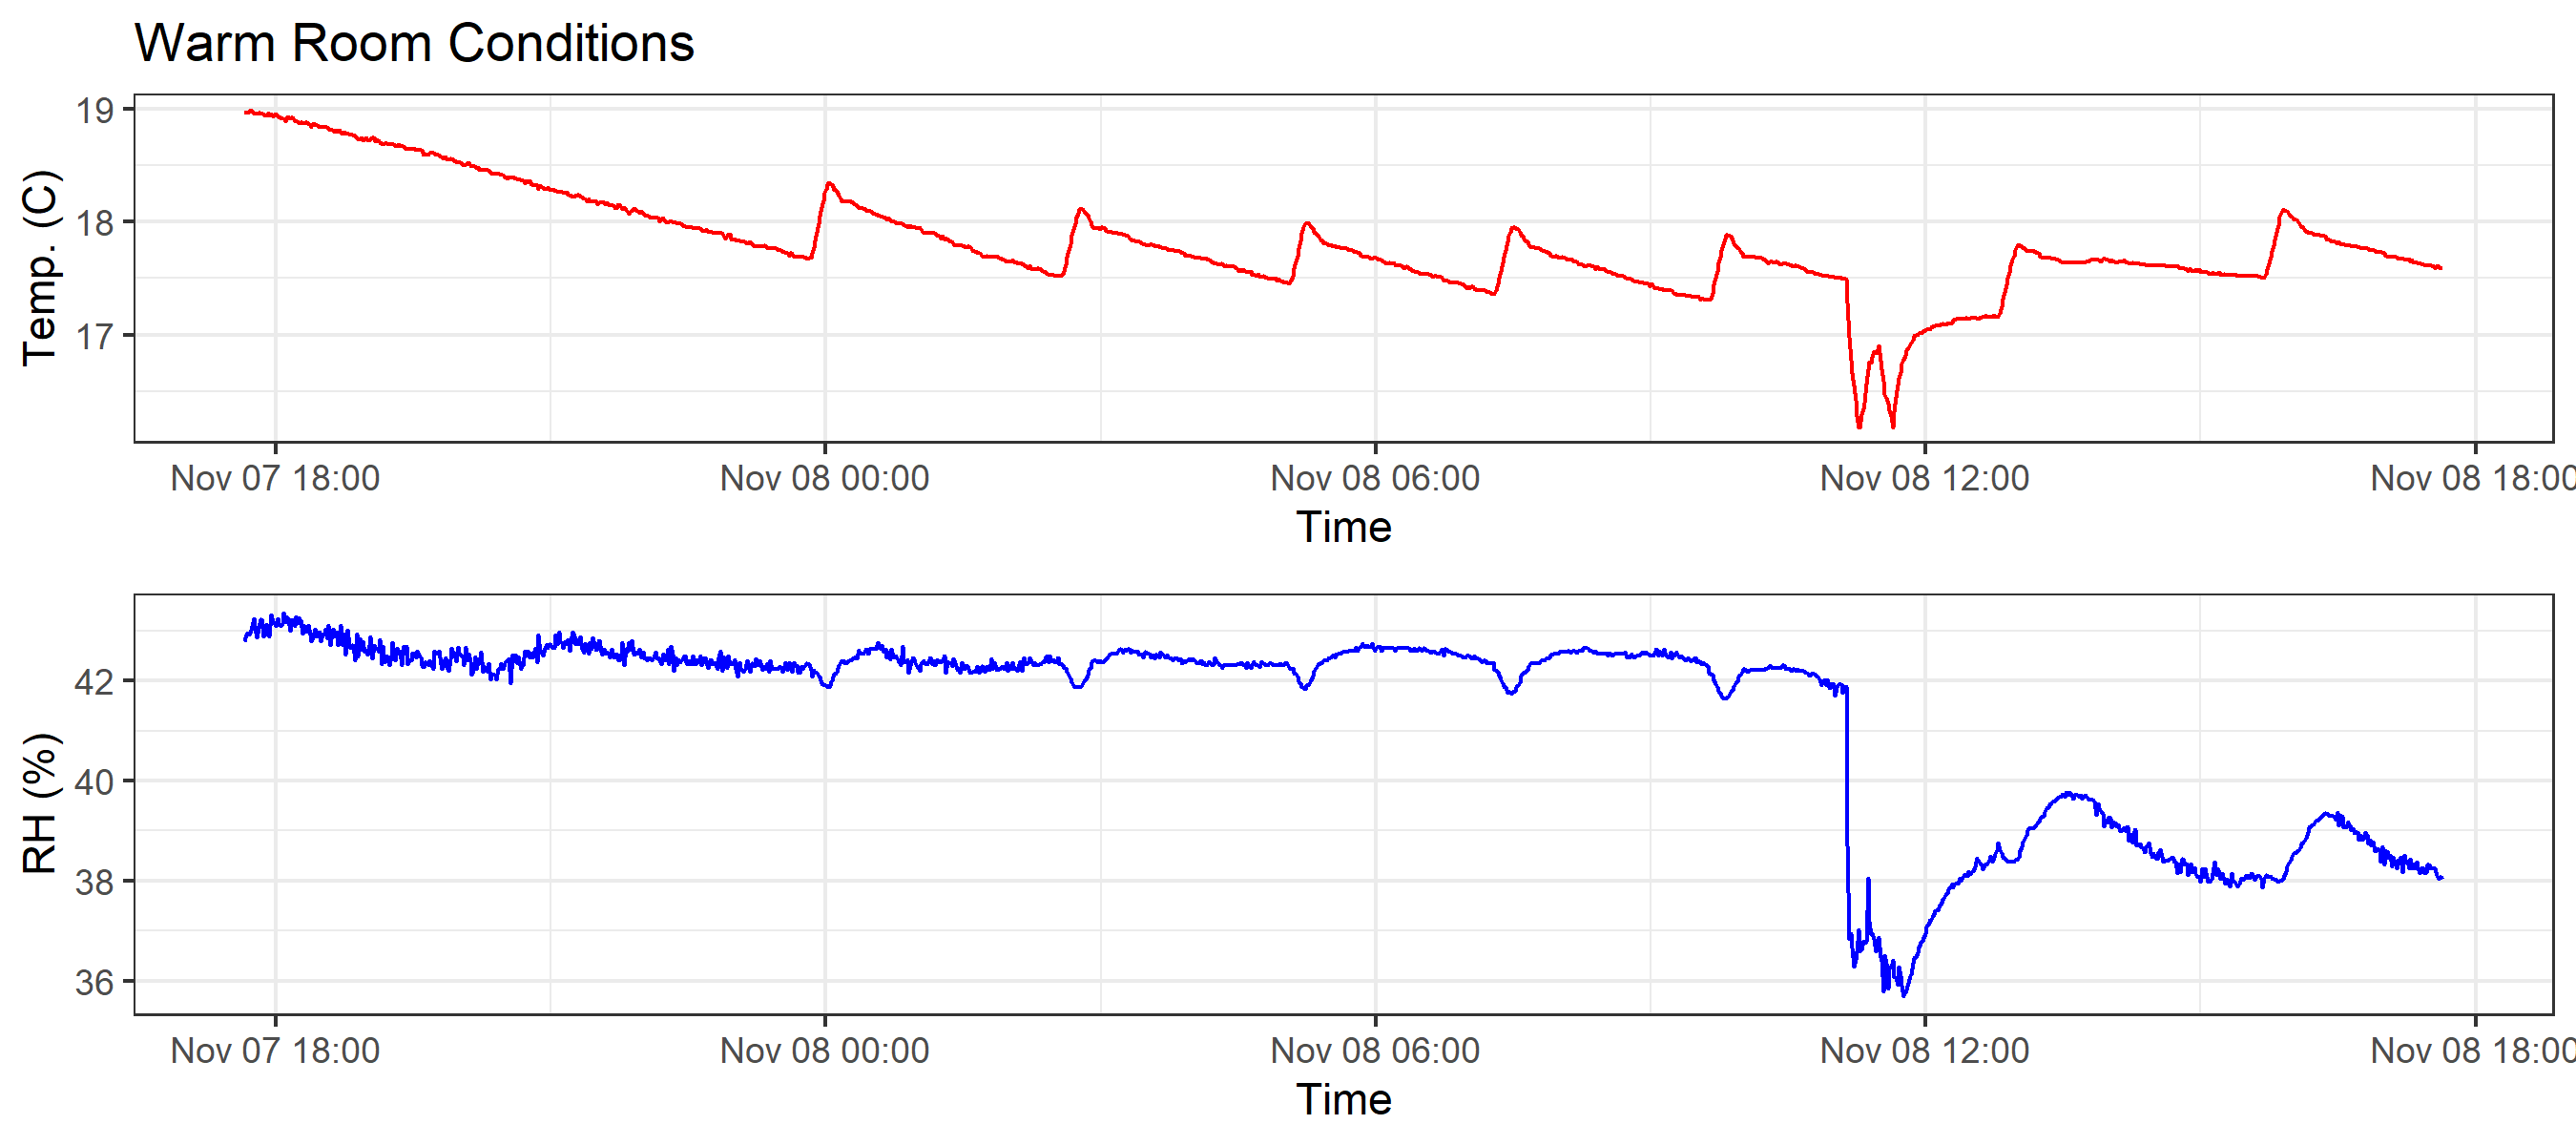 Warm Room Conditions
Temp. (C)
19
18
17
Nov 07 18:00 Nov 08 00:00 Nov 08 06:00 Nov 08 12:00 Nov 08 18:00
Time
RH (%)
42
40
38
36
Nov 07 18:00 Nov 08 00:00 Nov 08 06:00 Nov 08 12:00 Nov 08 18:00
Time